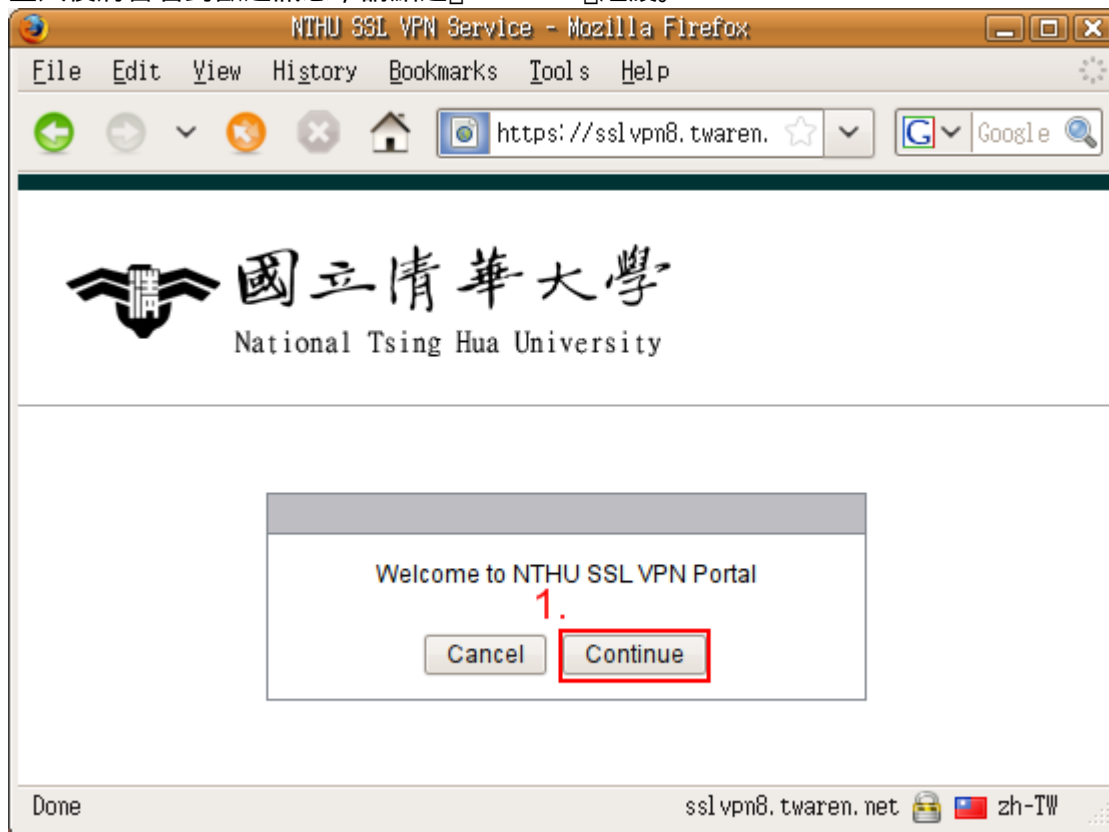 NTHU SSL VPN Service - Mozilla Firefox
File Edit View History Bookmarks Tools Help
https://sslvpn8.twaren. Google
國立清華大學
National Tsing Hua University
Welcome to NTHU SSL VPN Portal
1.
Cancel Continue
Done sslvpn8.twaren.net zh-TW